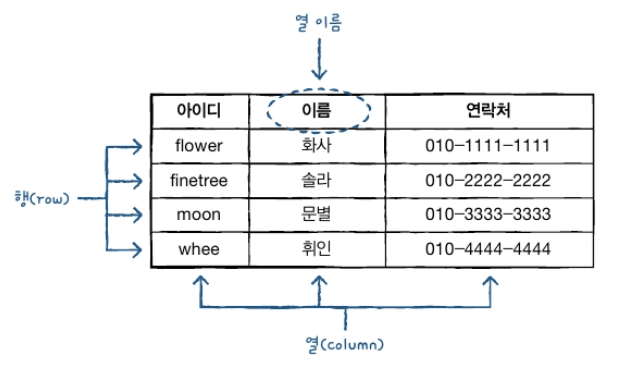 열 이름
아이디 이름 연락처
flower 화사 010-1111-1111
finetree 솔라 010-2222-2222
행(row)
moon 문별 010-3333-3333
whee 휘인 010-4444-4444
열(column)